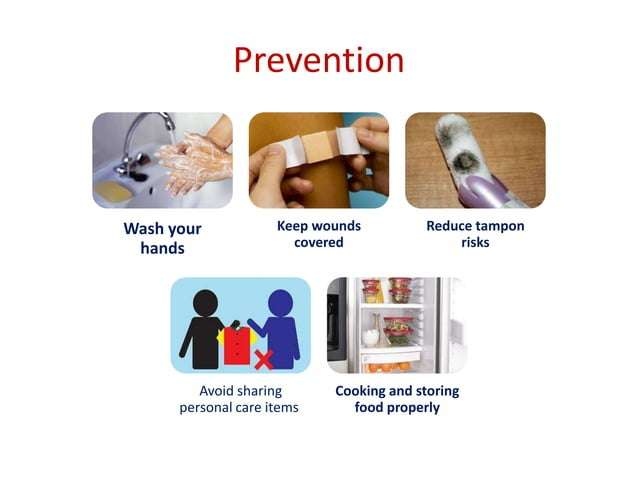 Prevention
Wash your
hands
Keep wounds
covered
Reduce tampon
risks
Avoid sharing
personal care items
Cooking and storing
food properly